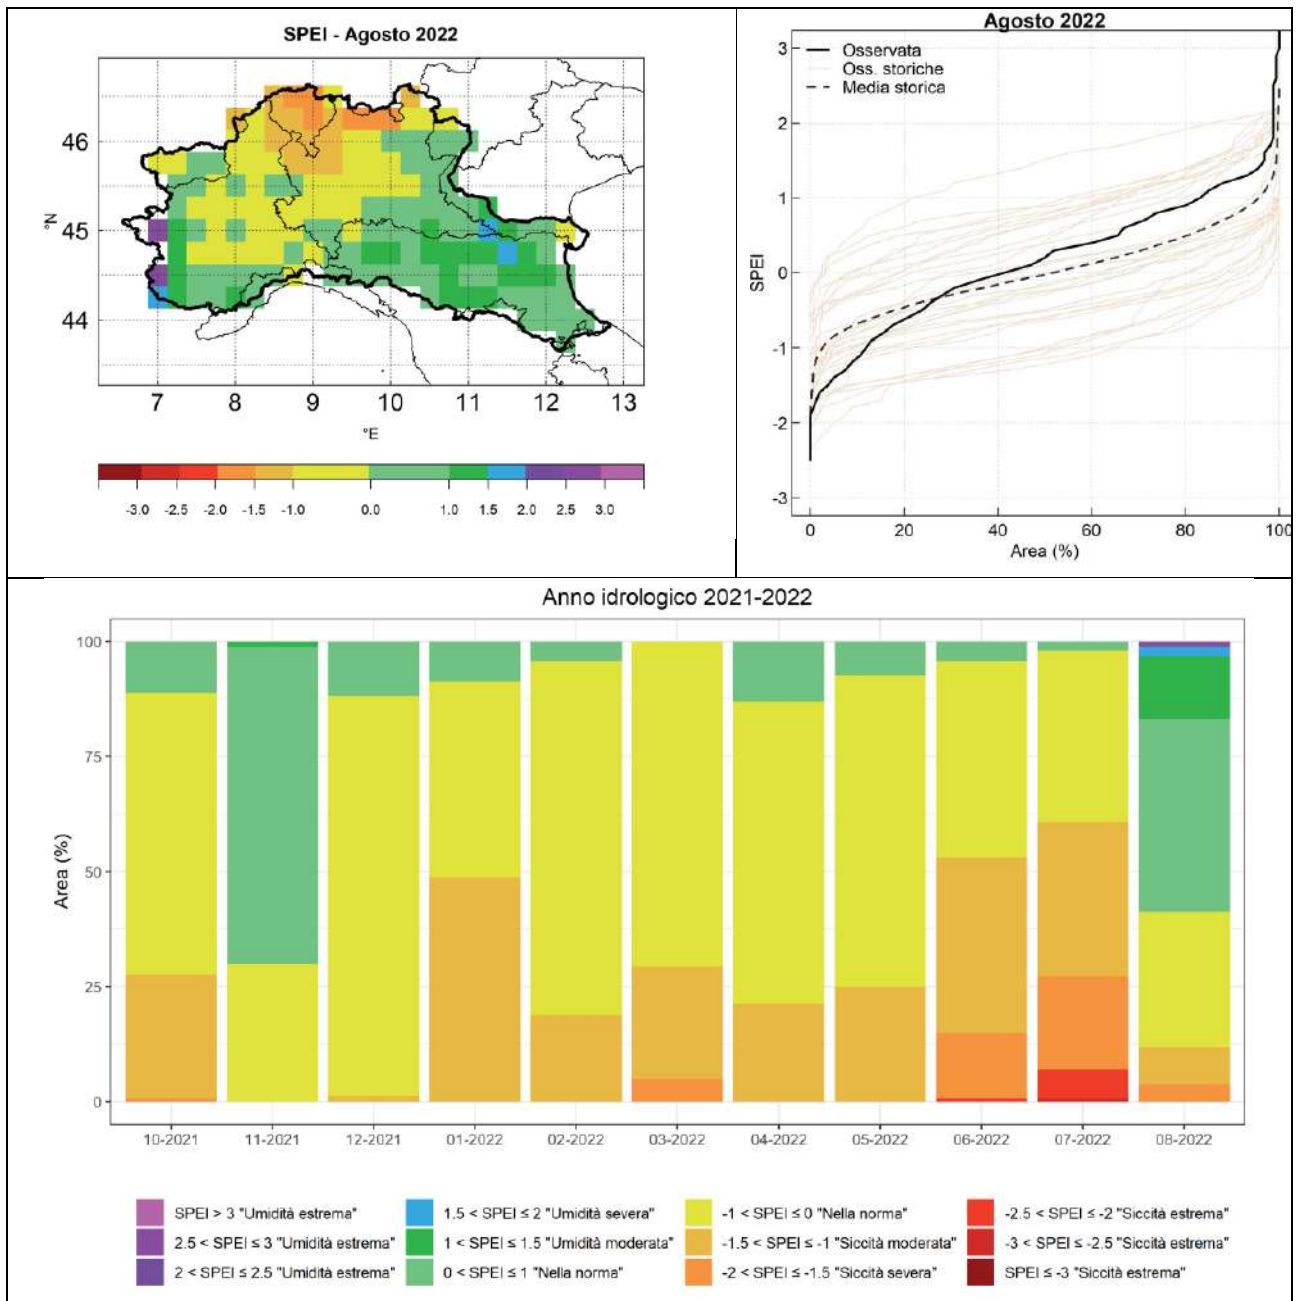 SPEI - Agosto 2022
46
45
44
°N
7 8 9 10 11 12 13
°E
-3.0 -2.5 -2.0 -1.5 -1.0 0.0 1.0 1.5 2.0 2.5 3.0
Agosto 2022
Osservata
Oss. storiche
Media storica
3
2
1
0
-1
-2
-3
SPEI
0 20 40 60 80 100
Area (%)
Anno idrologico 2021-2022
100
75
50
25
0
Area (%)
10-2021 11-2021 12-2021 01-2022 02-2022 03-2022 04-2022 05-2022 06-2022 07-2022 08-2022
SPEI > 3 "Umidità estrema" 1.5 < SPEI ≤ 2 "Umidità severa" -1 < SPEI ≤ 0 "Nella norma" -2.5 < SPEI ≤ -2 "Siccità estrema"
2.5 < SPEI ≤ 3 "Umidità estrema" 1 < SPEI ≤ 1.5 "Umidità moderata" -1.5 < SPEI ≤ -1 "Siccità moderata" -3 < SPEI ≤ -2.5 "Siccità estrema"
2 < SPEI ≤ 2.5 "Umidità estrema" 0 < SPEI ≤ 1 "Nella norma" -2 < SPEI ≤ -1.5 "Siccità severa" SPEI ≤ -3 "Siccità estrema"